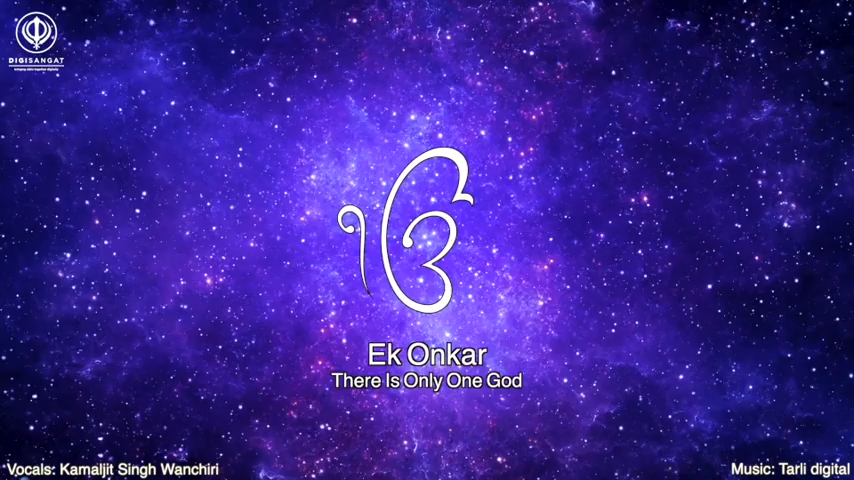 DIGISANGAT
ੴ
Ek Onkar
There Is Only One God
Vocals: Kamaljit Singh Wanchiri
Music: Tarli digital